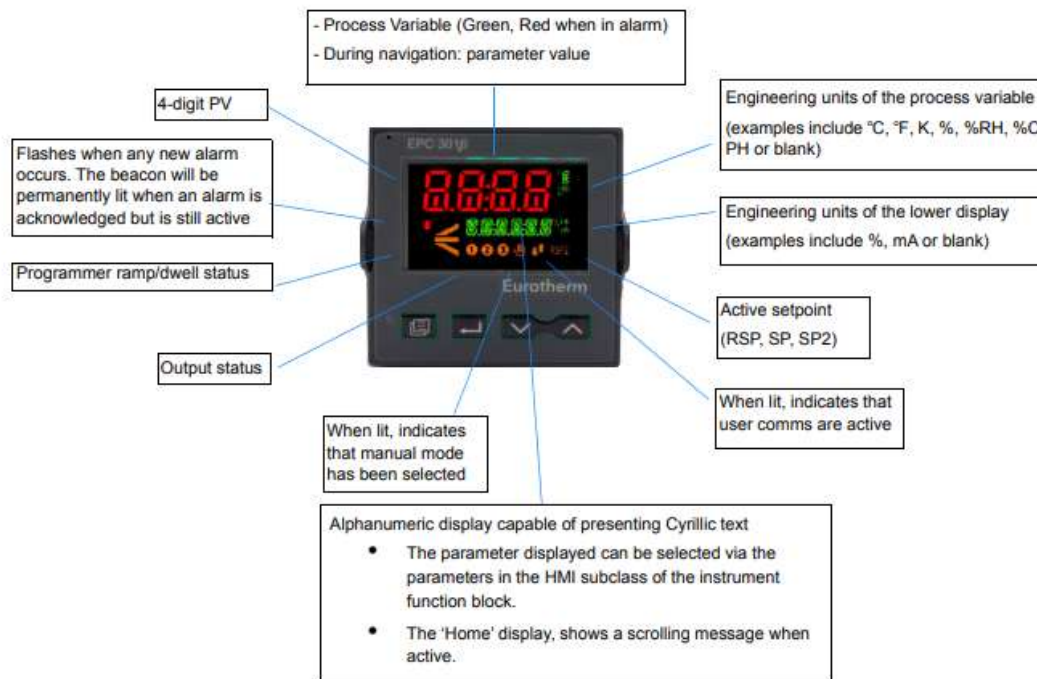 - Process Variable (Green, Red when in alarm)
- During navigation: parameter value
4-digit PV
Engineering units of the process variable
(examples include °C, °F, K, %, %RH, %C
PH or blank)
Flashes when any new alarm
occurs. The beacon will be
permanently lit when an alarm is
acknowledged but is still active
EPC 30
Engineering units of the lower display
(examples include %, mA or blank)
Programmer ramp/dwell status
1 2 3
Eurotherm
Active setpoint
(RSP, SP, SP2)
Output status
When lit, indicates that
user comms are active
When lit, indicates
that manual mode
has been selected
Alphanumeric display capable of presenting Cyrillic text
• The parameter displayed can be selected via the
parameters in the HMI subclass of the instrument
function block.
• The ‘Home’ display, shows a scrolling message when
active.